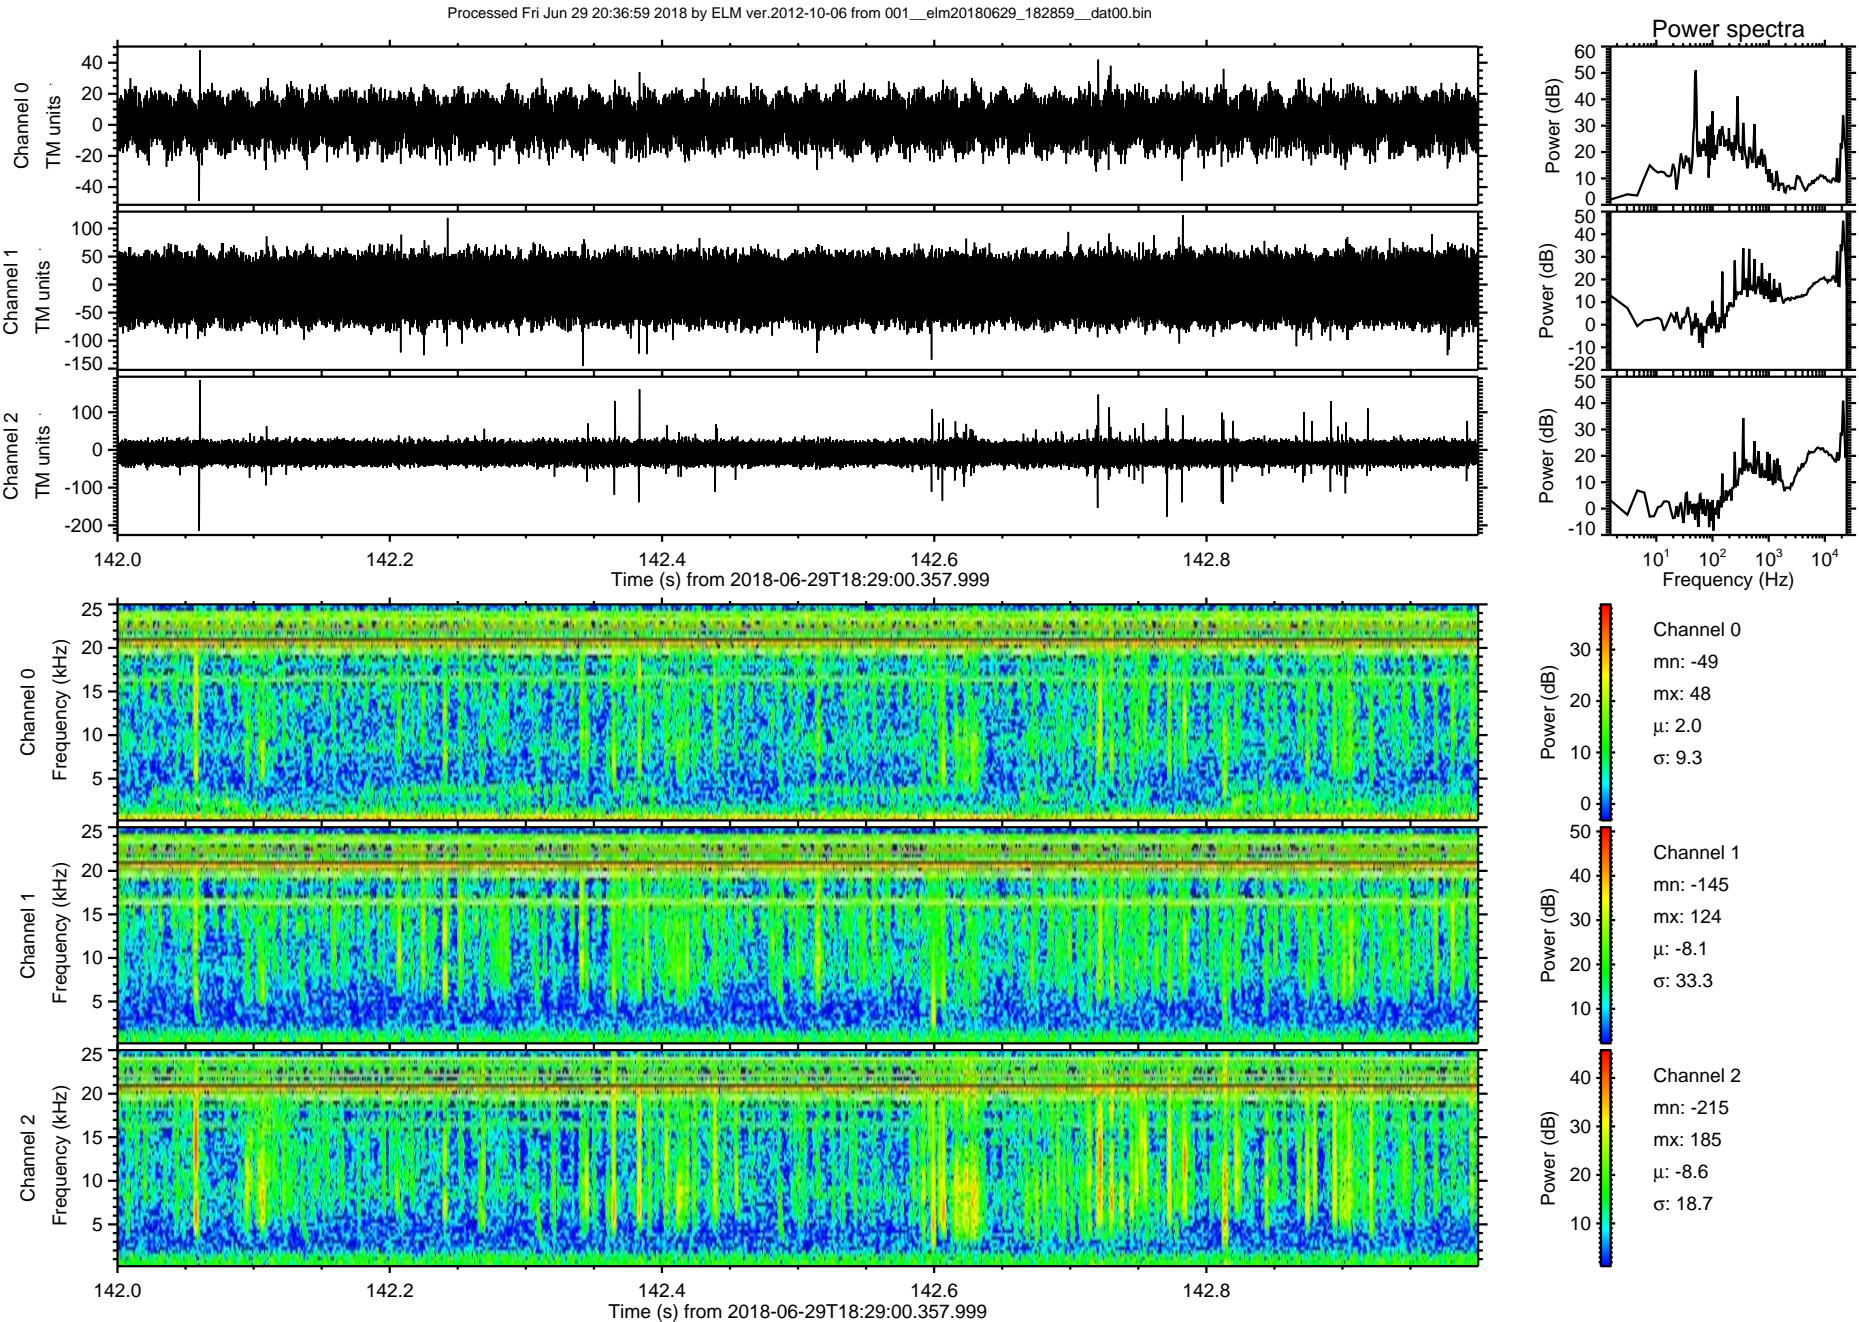 Processed Fri Jun 29 20:36:59 2018 by ELM ver.2012-10-06 from 001__elm20180629_182859__dat00.bin
Power spectra
Channel 0
TM units
40
20
0
-20
-40
Power (dB)
60
50
40
30
20
10
0
Channel 1
TM units
100
50
0
-50
-100
-150
Power (dB)
50
40
30
20
10
0
-10
-20
Channel 2
TM units
100
0
-100
-200
Power (dB)
50
40
30
20
10
0
-10
142.0 142.2 142.4 142.6 142.8
Time (s) from 2018-06-29T18:29:00.357.999
10^1 10^2 10^3 10^4
Frequency (Hz)
Channel 0
Frequency (kHz)
25
20
15
10
5
Power (dB)
30
20
10
0
Channel 0
mn: -49
mx: 48
μ: 2.0
σ: 9.3
Channel 1
Frequency (kHz)
25
20
15
10
5
Power (dB)
50
40
30
20
10
Channel 1
mn: -145
mx: 124
μ: -8.1
σ: 33.3
Channel 2
Frequency (kHz)
25
20
15
10
5
Power (dB)
40
30
20
10
Channel 2
mn: -215
mx: 185
μ: -8.6
σ: 18.7
142.0 142.2 142.4 142.6 142.8
Time (s) from 2018-06-29T18:29:00.357.999